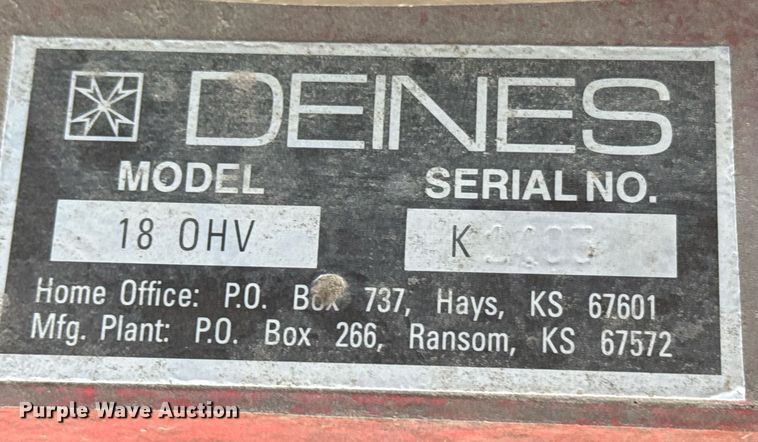 DEINES
MODEL SERIAL NO.
18 OHV K
Home Office: P.O. Box 737, Hays, KS 67601
Mfg. Plant: P.O. Box 266, Ransom, KS 67572
Purple Wave Auction